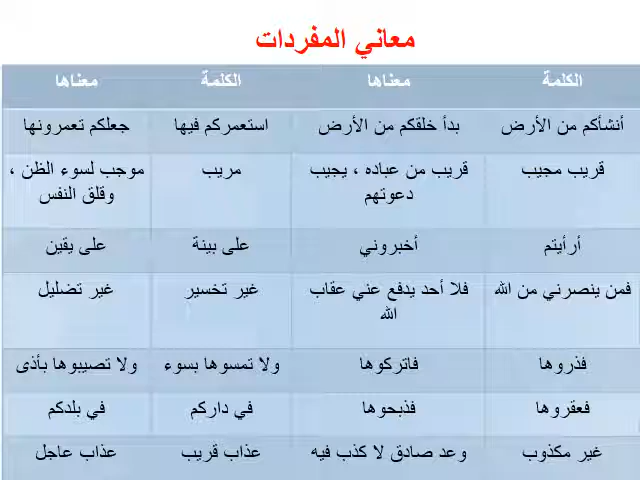 معاني المفردات
الكلمة معناها الكلمة معناها
أنشأكم من الأرض بدأ خلقكم من الأرض استعمركم فيها جعلكم تعمرونها
قريب مجيب قريب من عباده ، يجيب مريب موجب لسوء الظن ،
دعوتهم وقلق النفس
أرأيتم أخبروني على بينة على يقين
فمن ينصرني من الله فلا أحد يدفع عني عقاب غير تخسير غير تضليل
الله
فذروها فاتركوها ولا تمسوها بسوء ولا تصيبوها بأذى
فعقروها فذبحوها في داركم في بلدكم
غير مكذوب وعد صادق لا كذب فيه عذاب قريب عذاب عاجل